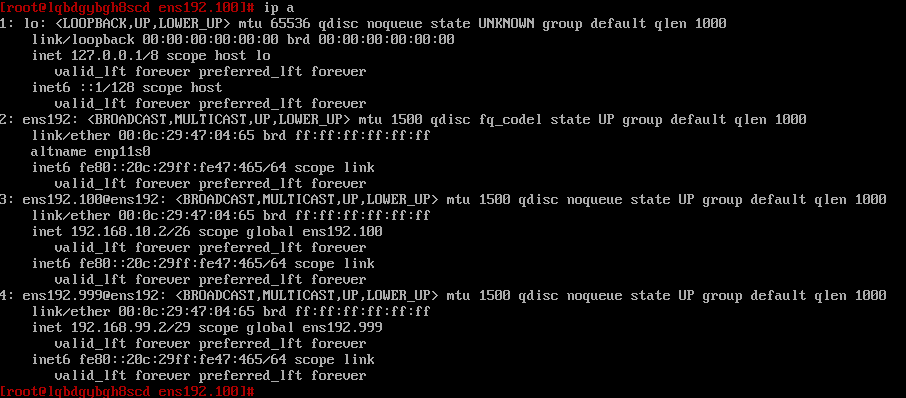 [root@lqbdgybgh8scd ens192.100]# ip a
1: lo: <LOOPBACK,UP,LOWER_UP> mtu 65536 qdisc noqueue state UNKNOWN group default qlen 1000
    link/loopback 00:00:00:00:00:00 brd 00:00:00:00:00:00
    inet 127.0.0.1/8 scope host lo
       valid_lft forever preferred_lft forever
    inet6 ::1/128 scope host
       valid_lft forever preferred_lft forever
2: ens192: <BROADCAST,MULTICAST,UP,LOWER_UP> mtu 1500 qdisc fq_codel state UP group default qlen 1000
    link/ether 00:0c:29:47:04:65 brd ff:ff:ff:ff:ff:ff
    altname enp11s0
    inet6 fe80::20c:29ff:fe47:465/64 scope link
       valid_lft forever preferred_lft forever
3: ens192.100@ens192: <BROADCAST,MULTICAST,UP,LOWER_UP> mtu 1500 qdisc noqueue state UP group default qlen 1000
    link/ether 00:0c:29:47:04:65 brd ff:ff:ff:ff:ff:ff
    inet 192.168.10.2/26 scope global ens192.100
       valid_lft forever preferred_lft forever
    inet6 fe80::20c:29ff:fe47:465/64 scope link
       valid_lft forever preferred_lft forever
4: ens192.999@ens192: <BROADCAST,MULTICAST,UP,LOWER_UP> mtu 1500 qdisc noqueue state UP group default qlen 1000
    link/ether 00:0c:29:47:04:65 brd ff:ff:ff:ff:ff:ff
    inet 192.168.99.2/29 scope global ens192.999
       valid_lft forever preferred_lft forever
    inet6 fe80::20c:29ff:fe47:465/64 scope link
       valid_lft forever preferred_lft forever
[root@lqbdgybgh8scd ens192.100]#